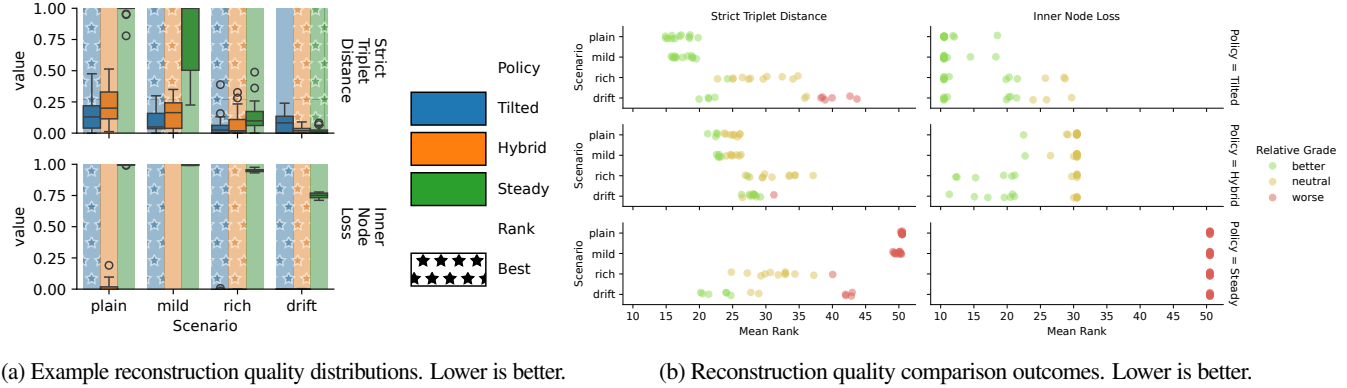 1.00
0.75
0.50
0.25
0.00
value
Strict
Triplet
Distance
1.00
0.75
0.50
0.25
0.00
value
Inner
Node
Loss
plain
mild
rich
drift
Scenario
Policy
Tilted
Hybrid
Steady
Rank
Best
(a) Example reconstruction quality distributions. Lower is better.
Strict Triplet Distance
Inner Node Loss
plain
mild
rich
drift
Scenario
Policy = Tilted
plain
mild
rich
drift
Scenario
Policy = Hybrid
plain
mild
rich
drift
Scenario
Policy = Steady
10 15 20 25 30 35 40 45 50
Mean Rank
10 15 20 25 30 35 40 45 50
Mean Rank
Relative Grade
better
neutral
worse
(b) Reconstruction quality comparison outcomes. Lower is better.